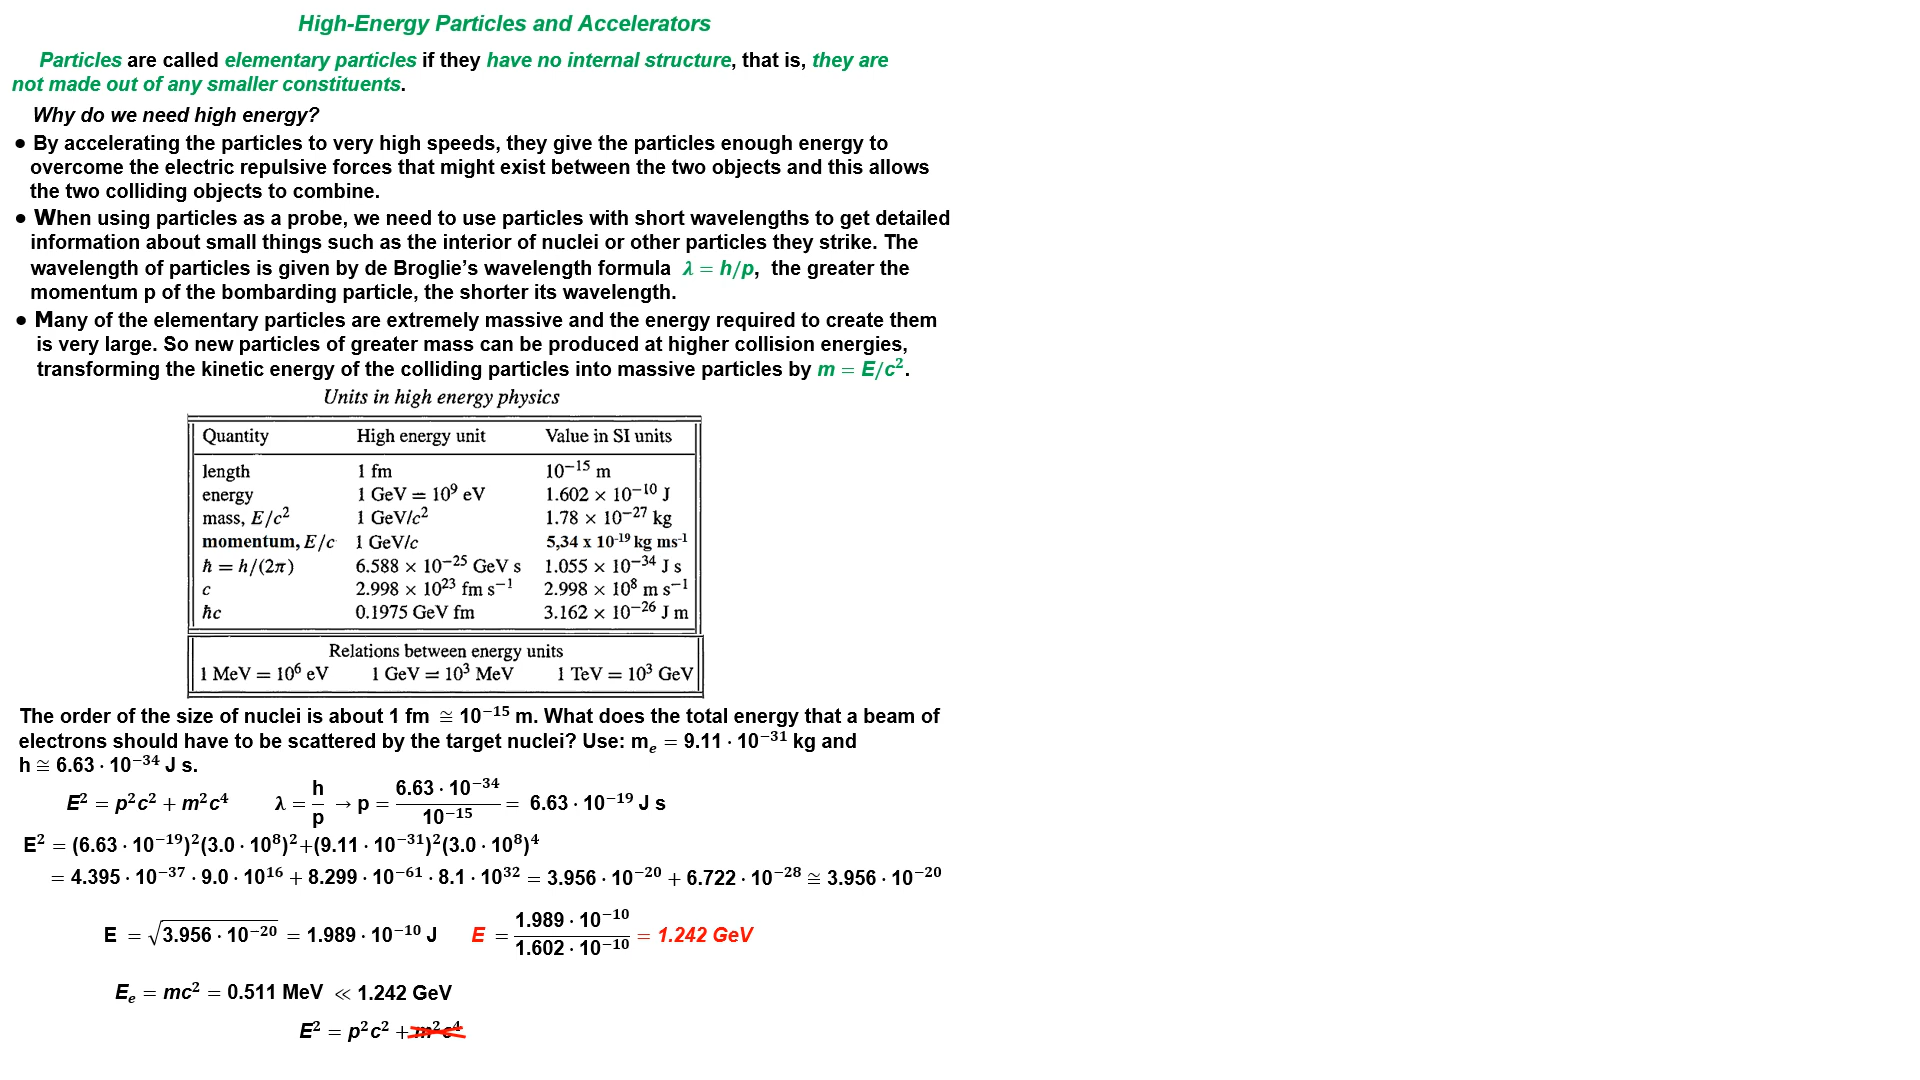 High-Energy Particles and Accelerators
Particles are called elementary particles if they have no internal structure, that is, they are
not made out of any smaller constituents.
Why do we need high energy?
● By accelerating the particles to very high speeds, they give the particles enough energy to
overcome the electric repulsive forces that might exist between the two objects and this allows
the two colliding objects to combine.
● When using particles as a probe, we need to use particles with short wavelengths to get detailed
information about small things such as the interior of nuclei or other particles they strike. The
wavelength of particles is given by de Broglie's wavelength formula λ = h/p, the greater the
momentum p of the bombarding particle, the shorter its wavelength.
● Many of the elementary particles are extremely massive and the energy required to create them
is very large. So new particles of greater mass can be produced at higher collision energies,
transforming the kinetic energy of the colliding particles into massive particles by m = E/c².
Units in high energy physics
Quantity High energy unit Value in SI units
length 1 fm 10⁻¹⁵ m
energy 1 GeV = 10⁹ eV 1.602 × 10⁻¹⁰ J
mass, E/c² 1 GeV/c² 1.78 × 10⁻²⁷ kg
momentum, E/c 1 GeV/c 5,34 x 10⁻¹⁹ kg ms⁻¹
ħ = h/(2π) 6.588 × 10⁻²⁵ GeV s 1.055 × 10⁻³⁴ J s
c 2.998 × 10²³ fm s⁻¹ 2.998 × 10⁸ m s⁻¹
ħc 0.1975 GeV fm 3.162 × 10⁻²⁶ J m
Relations between energy units
1 MeV = 10⁶ eV 1 GeV = 10³ MeV 1 TeV = 10³ GeV
The order of the size of nuclei is about 1 fm ≅ 10⁻¹⁵ m. What does the total energy that a beam of
electrons should have to be scattered by the target nuclei? Use: mₑ = 9.11 · 10⁻³¹ kg and
h ≅ 6.63 · 10⁻³⁴ J s.
E² = p²c² + m²c⁴ λ = h/p → p = 6.63 · 10⁻³⁴ / 10⁻¹⁵ = 6.63 · 10⁻¹⁹ J s
E² = (6.63 · 10⁻¹⁹)²(3.0 · 10⁸)²+(9.11 · 10⁻³¹)²(3.0 · 10⁸)⁴
= 4.395 · 10⁻³⁷ · 9.0 · 10¹⁶ + 8.299 · 10⁻⁶¹ · 8.1 · 10³² = 3.956 · 10⁻²⁰ + 6.722 · 10⁻²⁸ ≅ 3.956 · 10⁻²⁰
E = √3.956 · 10⁻²⁰ = 1.989 · 10⁻¹⁰ J E = 1.989 · 10⁻¹⁰ / 1.602 · 10⁻¹⁰ = 1.242 GeV
Eₑ = mc² = 0.511 MeV ≪ 1.242 GeV
E² = p²c² + m²c⁴